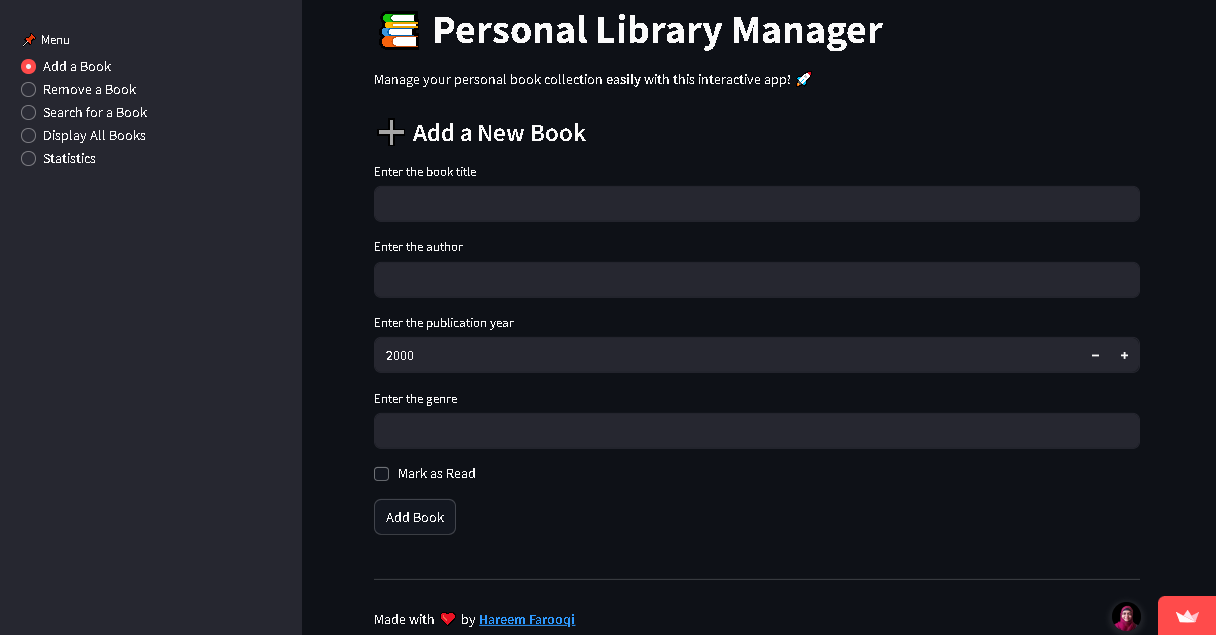 Menu
Add a Book
Remove a Book
Search for a Book
Display All Books
Statistics
Personal Library Manager
Manage your personal book collection easily with this interactive app! 🚀
Add a New Book
Enter the book title
Enter the author
Enter the publication year
2000
Enter the genre
Mark as Read
Add Book
Made with ❤️ by Hareem Farooqi